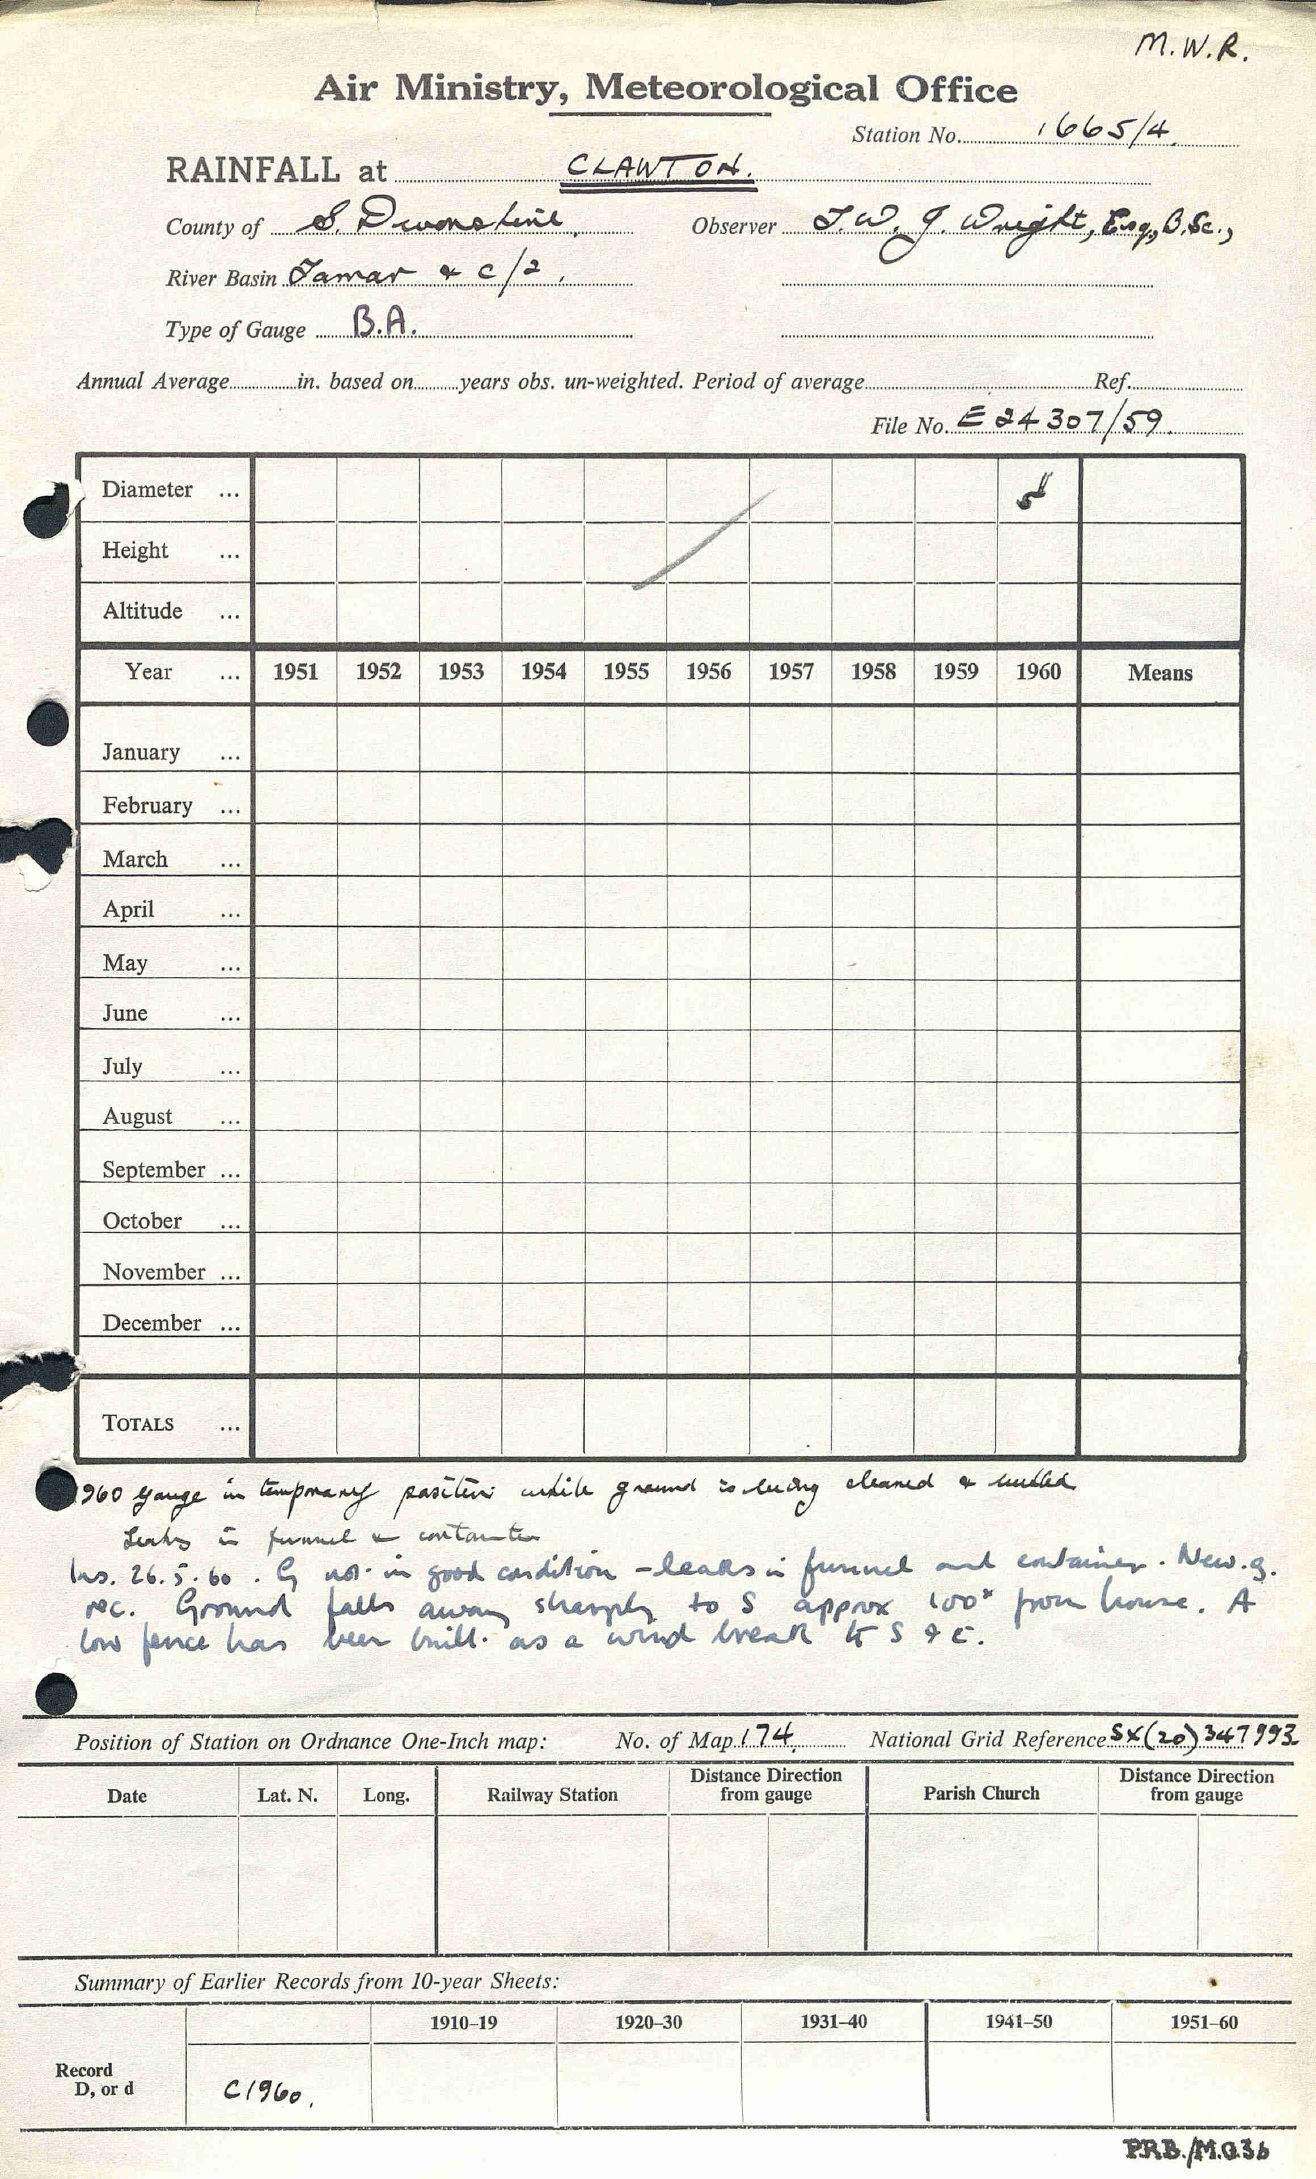 M.W.R.
Air Ministry, Meteorological Office
Station No. 1665/4.
RAINFALL at CLAWTON.
County of S. Devonshire. Observer T. W. J. Wright, Esq., B.Sc.,
River Basin Tamar & c/2.
Type of Gauge B.A.
Annual Average in. based on years obs. un-weighted. Period of average Ref.
File No. E 24307/59.
Diameter ... 5"
Height ...
Altitude ...
Year ... 1951 1952 1953 1954 1955 1956 1957 1958 1959 1960 Means
January ...
February ...
March ...
April ...
May ...
June ...
July ...
August ...
September ...
October ...
November ...
December ...
TOTALS ...
1960 Gauge in temporary position while ground is being cleared &
Leaks in funnel & container
Ins. 26.5.60. G not in good condition - leaks in funnel and container. New g.
rec. Ground falls away sharply to S approx 100x from house. A
low fence has been built as a wind break to S & E.
Position of Station on Ordnance One-Inch map: No. of Map 174. National Grid Reference SX(20)347993
Date Lat. N. Long. Railway Station Distance Direction from gauge Parish Church Distance Direction from gauge
Summary of Earlier Records from 10-year Sheets:
1910–19 1920–30 1931–40 1941–50 1951–60
Record
D, or d C1960.
P.R.B./M.O.3b